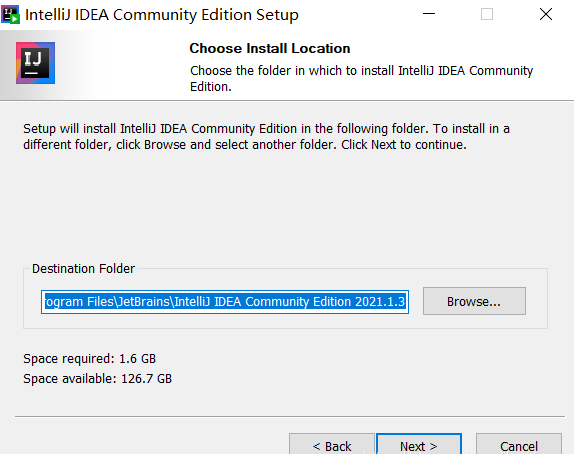 IntelliJ IDEA Community Edition Setup
IJ
Choose Install Location
Choose the folder in which to install IntelliJ IDEA Community
Edition.
Setup will install IntelliJ IDEA Community Edition in the following folder. To install in a
different folder, click Browse and select another folder. Click Next to continue.
Destination Folder
rogram Files\JetBrains\IntelliJ IDEA Community Edition 2021.1.3
Browse...
Space required: 1.6 GB
Space available: 126.7 GB
< Back
Next >
Cancel